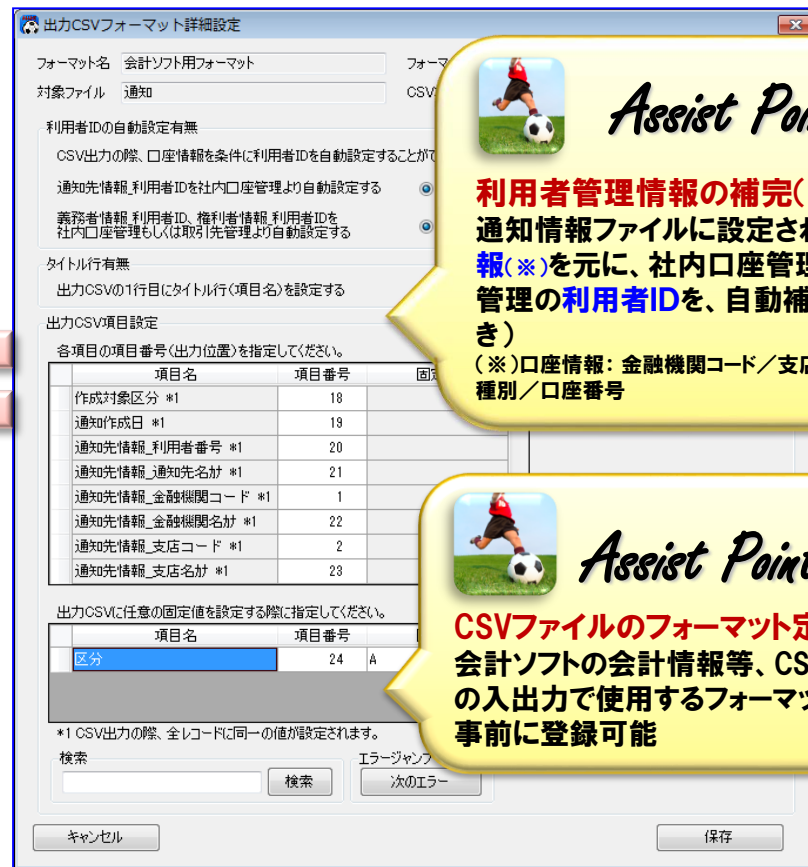 出力CSVフォーマット詳細設定
フォーマット名 会計ソフト用フォーマット
フォーマ
対象ファイル 通知
CSV
利用者IDの自動設定有無
CSV出力の際、口座情報を条件に利用者IDを自動設定することがで
通知先情報_利用者IDを社内口座管理より自動設定する
義務者情報_利用者ID、権利者情報_利用者IDを
社内口座管理もしくは取引先管理より自動設定する
タイトル行有無
出力CSVの1行目にタイトル行(項目名)を設定する
出力CSV項目設定
各項目の項目番号(出力位置)を指定してください。
項目名 項目番号 固定
作成対象区分 *1 18
通知作成日 *1 19
通知先情報_利用者番号 *1 20
通知先情報_通知先名カナ *1 21
通知先情報_金融機関コード *1 1
通知先情報_金融機関名カナ *1 22
通知先情報_支店コード *1 2
通知先情報_支店名カナ *1 23
出力CSVに任意の固定値を設定する際に指定してください。
項目名 項目番号
区分 24 A
*1 CSV出力の際、全レコードに同一の値が設定されます。
検索
検索
エラージャンプ
次のエラー
キャンセル
保存
Assist Poin
利用者管理情報の補完(
通知情報ファイルに設定され
報(※)を元に、社内口座管理
管理の利用者IDを、自動補
き)
(※)口座情報：金融機関コード／支店
種別／口座番号
Assist Point
CSVファイルのフォーマット定
会計ソフトの会計情報等、CS
の入出力で使用するフォーマッ
事前に登録可能